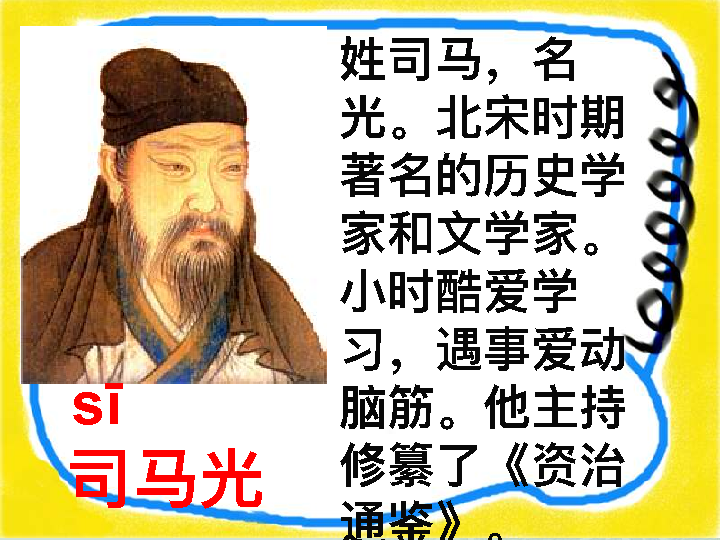 姓司马，名
光。北宋时期
著名的历史学
家和文学家。
小时酷爱学
习，遇事爱动
脑筋。他主持
修纂了《资治
通鉴》。
sī
司马光